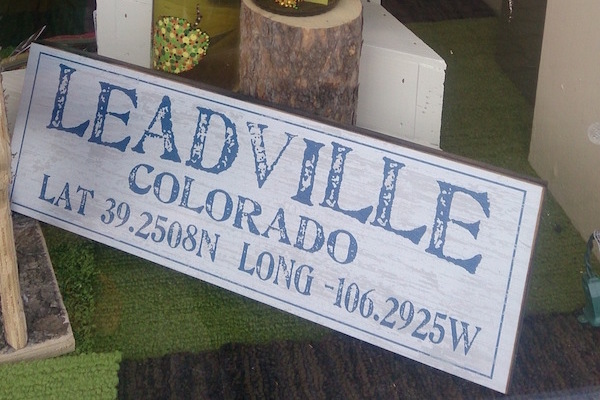 LEADVILLE
COLORADO
LAT 39.2508N LONG -106.2925W